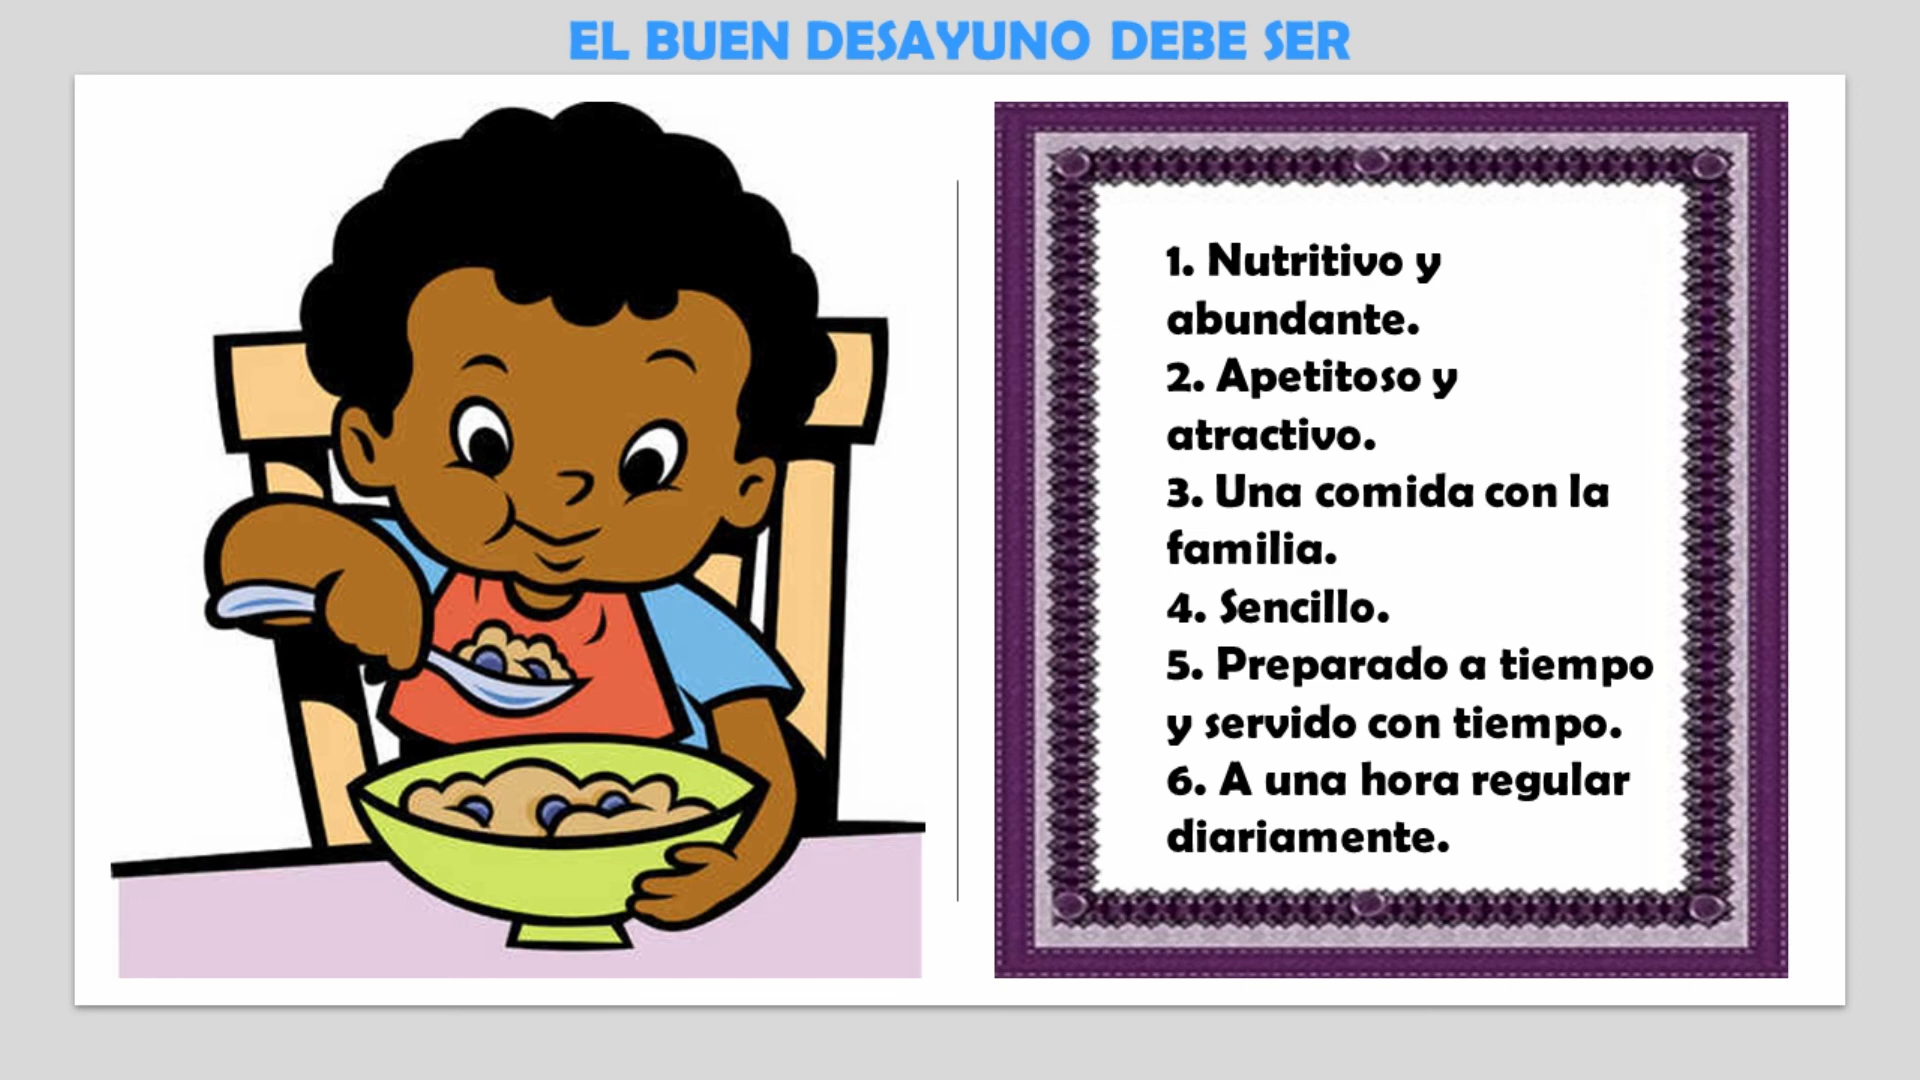 EL BUEN DESAYUNO DEBE SER
1. Nutritivo y
abundante.
2. Apetitoso y
atractivo.
3. Una comida con la
familia.
4. Sencillo.
5. Preparado a tiempo
y servido con tiempo.
6. A una hora regular
diariamente.